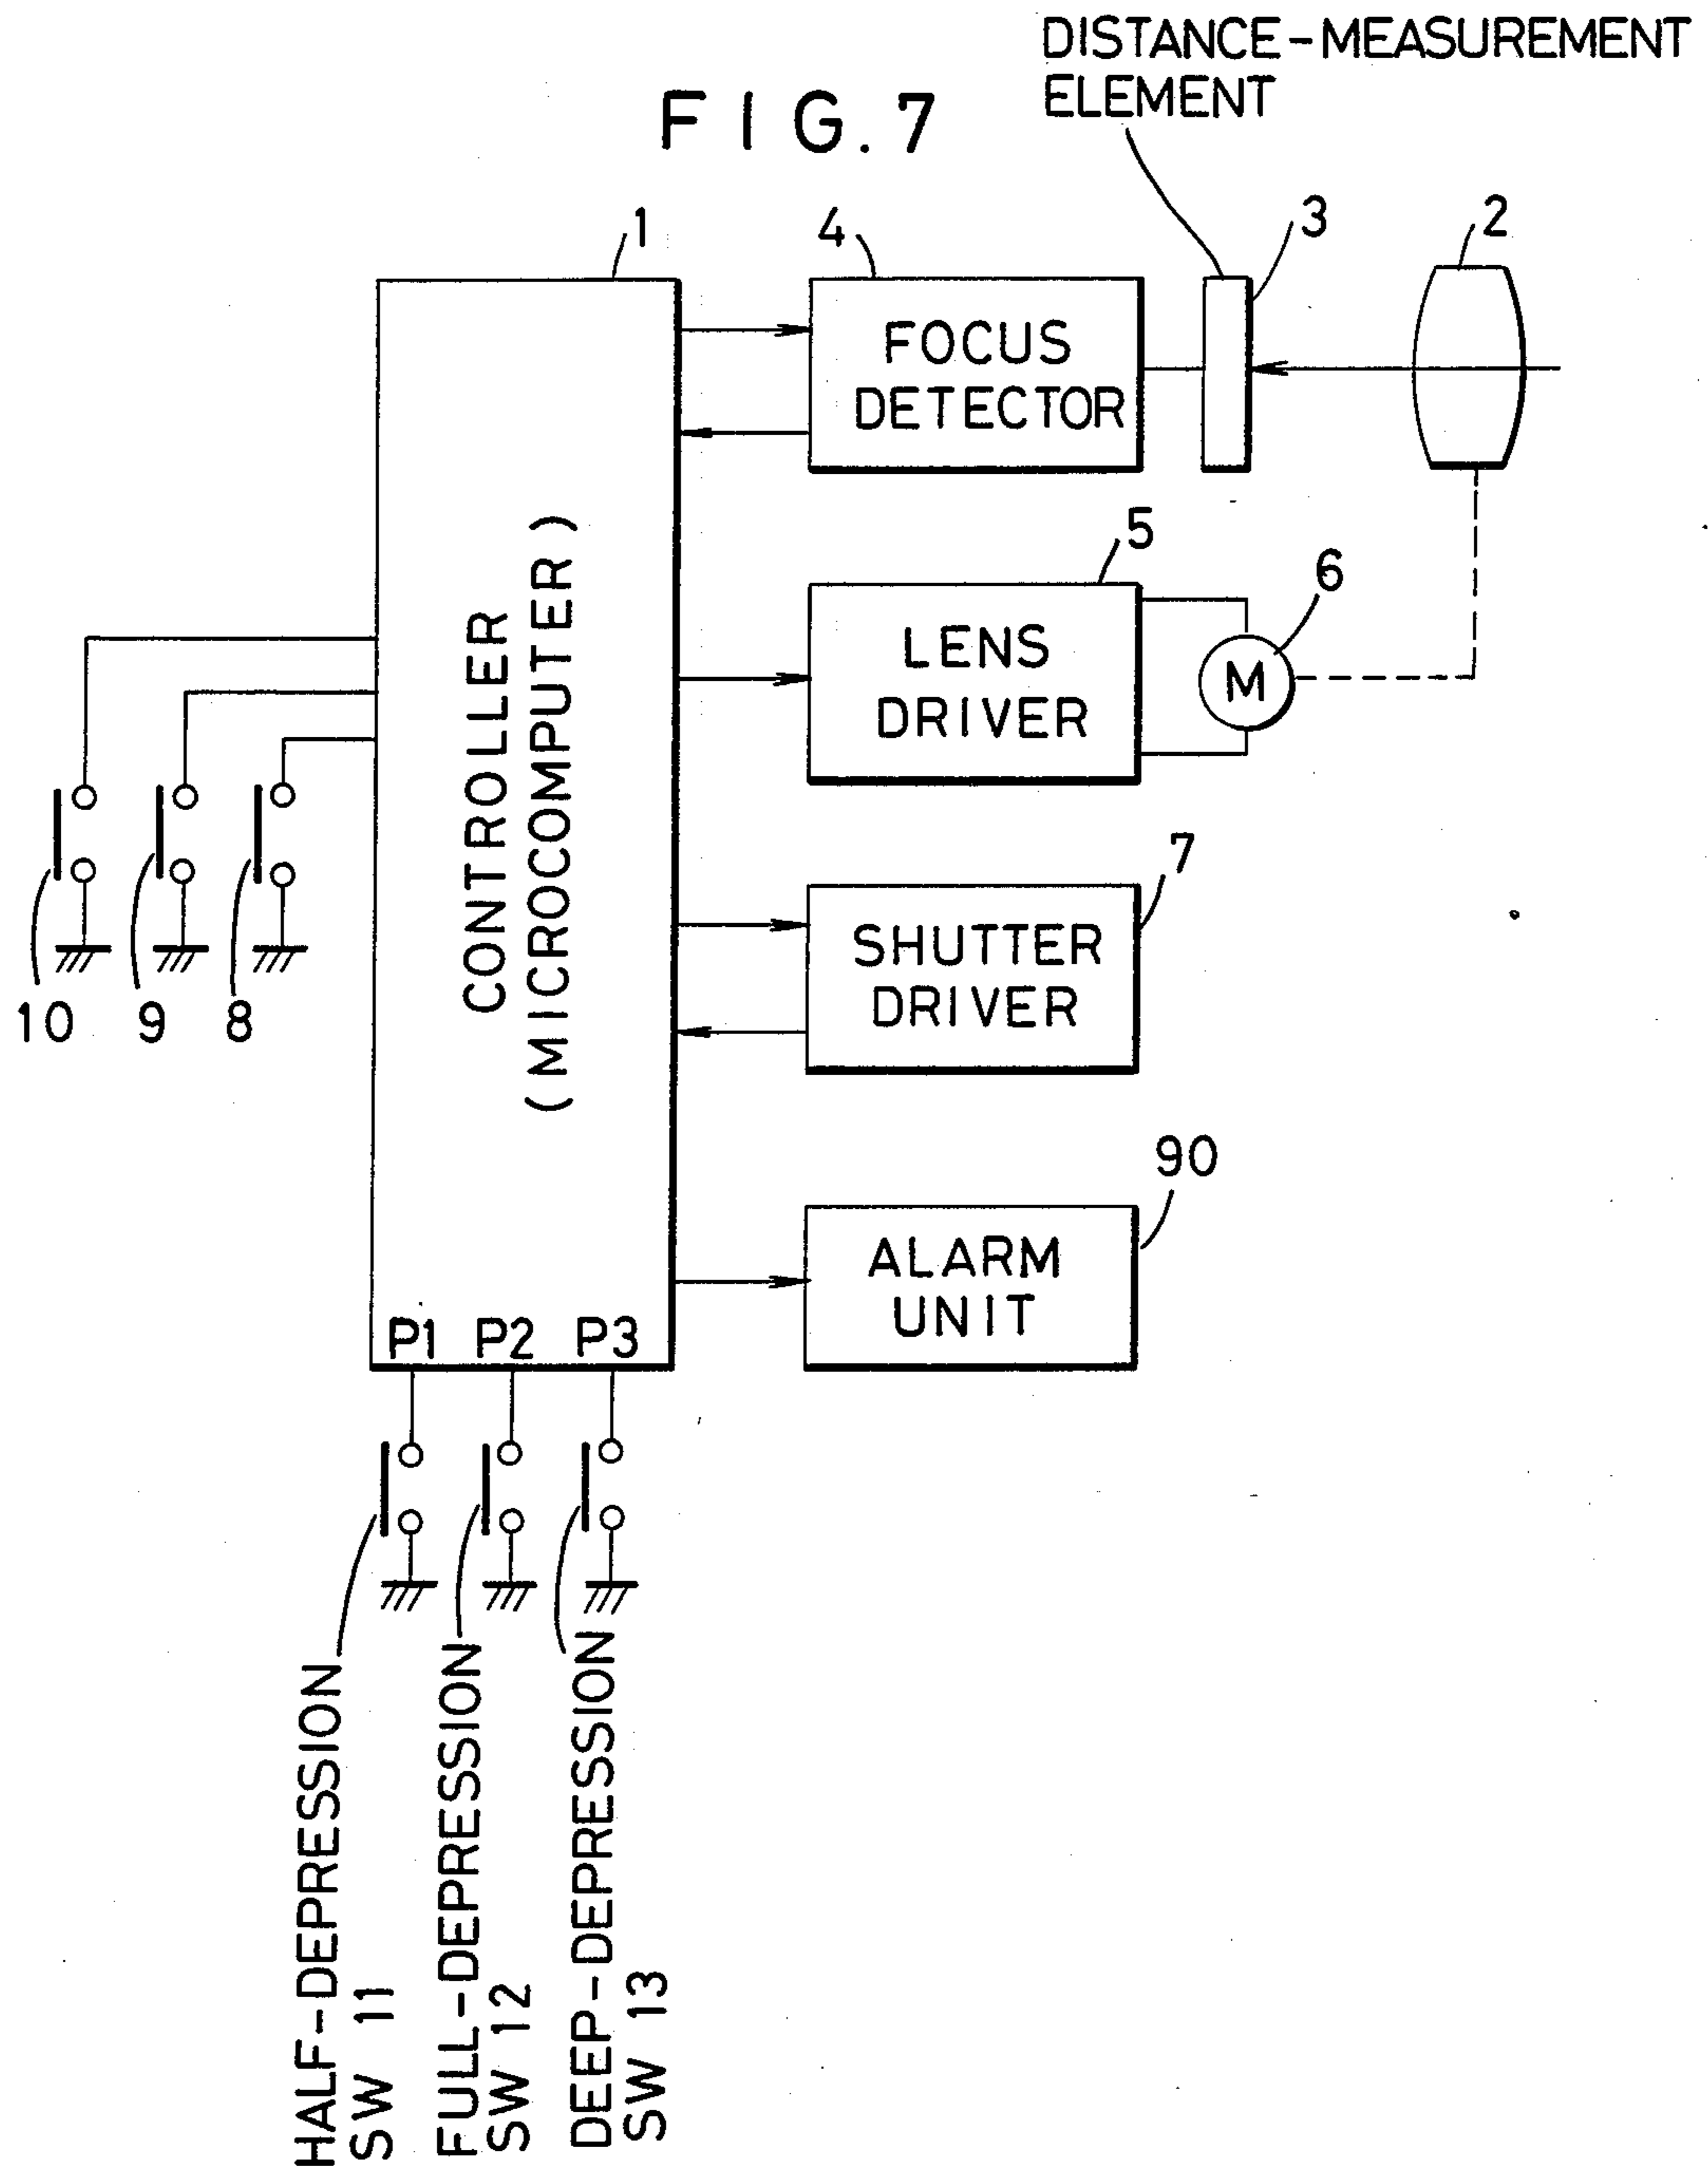 DISTANCE-MEASUREMENT
ELEMENT
FIG. 7
1
4
3
2
FOCUS
DETECTOR
5
6
LENS
DRIVER
M
CONTROLLER
(MICROCOMPUTER)
7
SHUTTER
DRIVER
10
9
8
90
ALARM
UNIT
P1 P2 P3
HALF-DEPRESSION
SW 11
FULL-DEPRESSION
SW 12
DEEP-DEPRESSION
SW 13